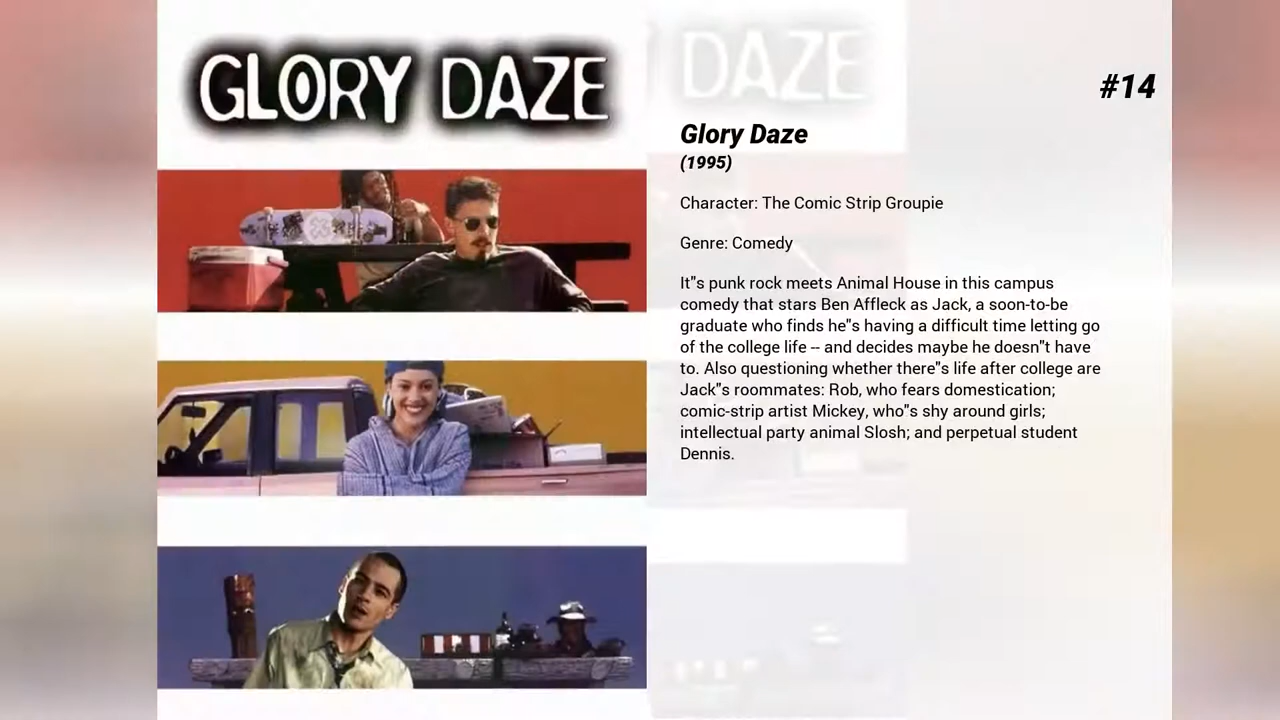 GLORY DAZE
DAZE
#14
Glory Daze
(1995)
Character: The Comic Strip Groupie
Genre: Comedy
It"s punk rock meets Animal House in this campus
comedy that stars Ben Affleck as Jack, a soon-to-be
graduate who finds he"s having a difficult time letting go
of the college life -- and decides maybe he doesn"t have
to. Also questioning whether there"s life after college are
Jack"s roommates: Rob, who fears domestication;
comic-strip artist Mickey, who"s shy around girls;
intellectual party animal Slosh; and perpetual student
Dennis.